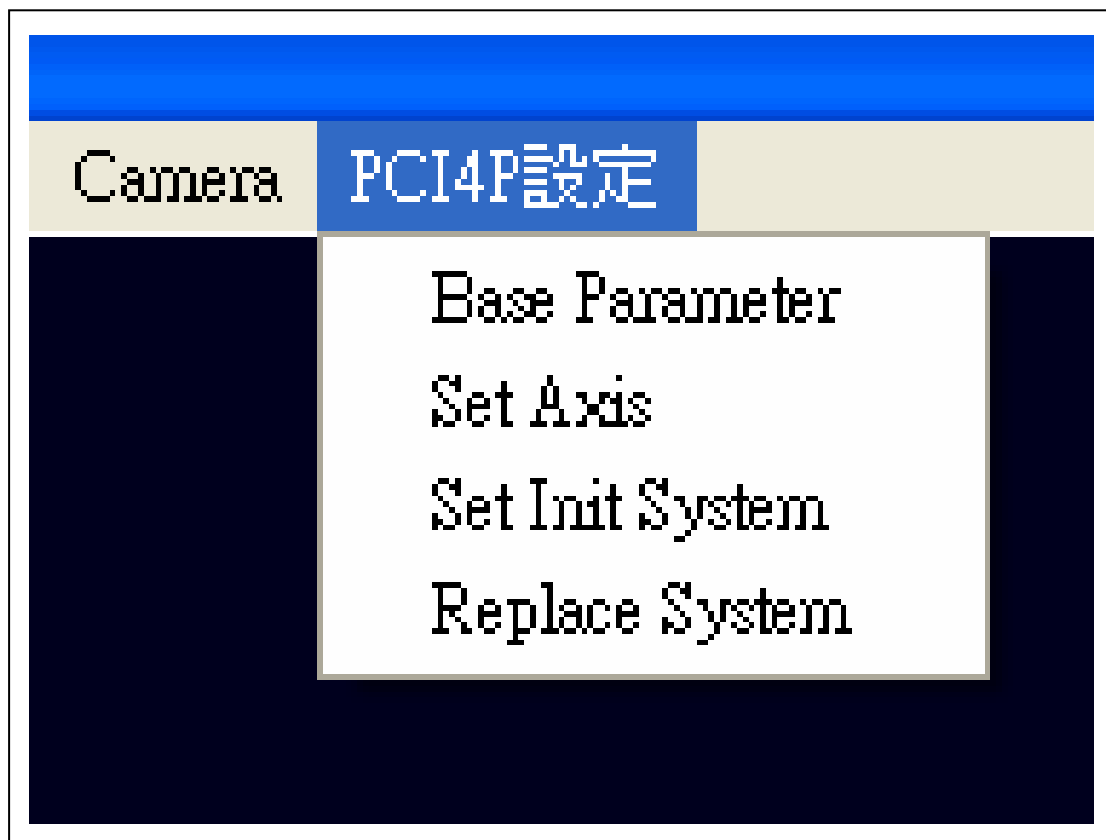 Camera PCI4P設定
Base Parameter
Set Axis
Set Init System
Replace System